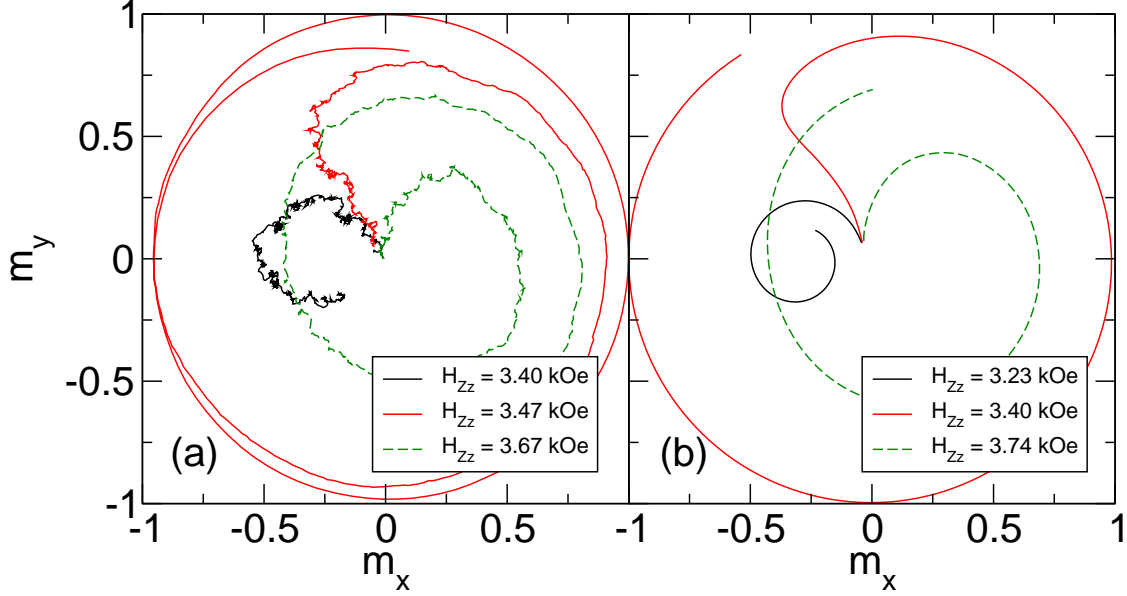 1
0.5
0
-0.5
-1
m_y
H_Zz = 3.40 kOe
H_Zz = 3.47 kOe
H_Zz = 3.67 kOe
(a)
H_Zz = 3.23 kOe
H_Zz = 3.40 kOe
H_Zz = 3.74 kOe
(b)
-1 -0.5 0 0.5 -1 -0.5 0 0.5 1
m_x m_x